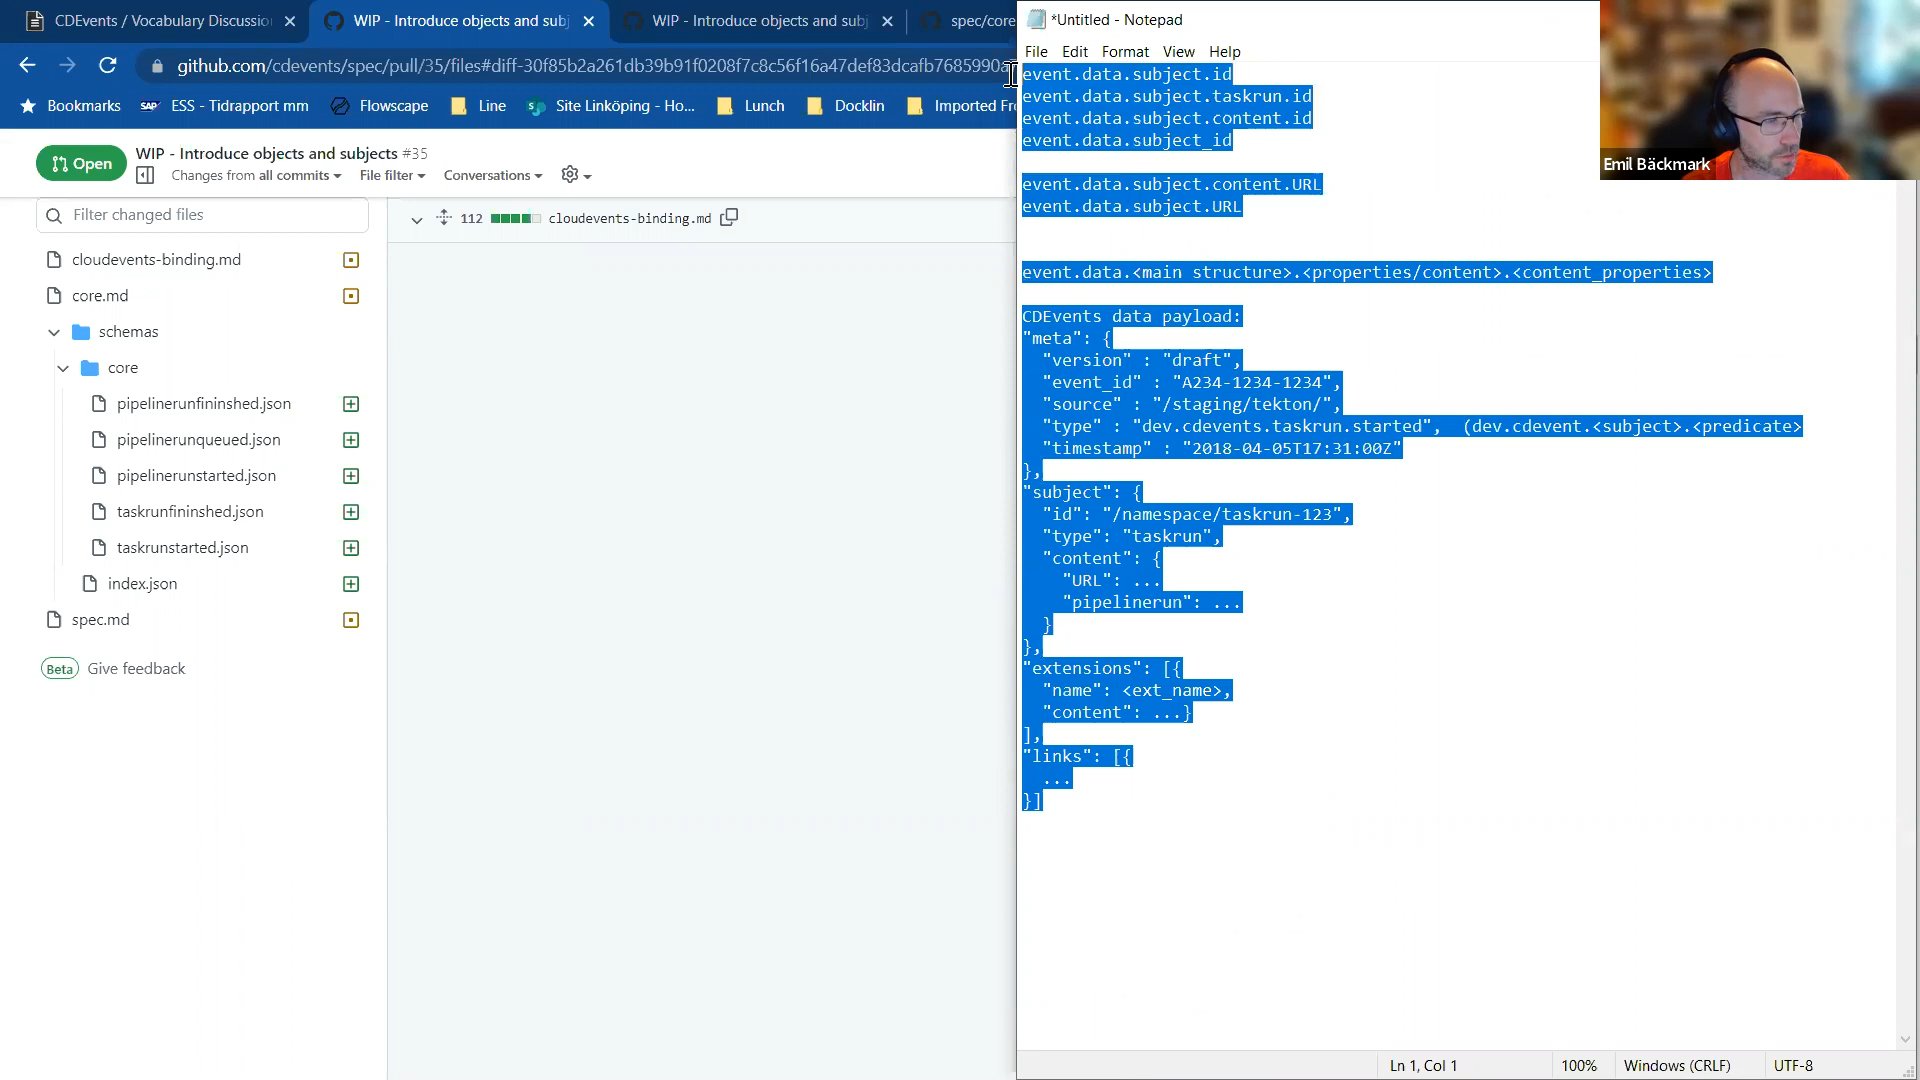 CDEvents / Vocabulary Discussio
WIP - Introduce objects and subj
WIP - Introduce objects and subj
spec/core
github.com/cdevents/spec/pull/35/files#diff-30f85b2a261db39b91f0208f7c8c56f16a47def83dcafb7685990a
Bookmarks
SAP
ESS - Tidrapport mm
Flowscape
Line
Site Linköping - Ho...
Lunch
Docklin
Imported Fr
Open
WIP - Introduce objects and subjects #35
Changes from all commits
File filter
Conversations
Filter changed files
cloudevents-binding.md
core.md
schemas
core
pipelinerunfininshed.json
pipelinerunqueued.json
pipelinerunstarted.json
taskrunfininshed.json
taskrunstarted.json
index.json
spec.md
Beta Give feedback
112 cloudevents-binding.md
*Untitled - Notepad
File Edit Format View Help
event.data.subject.id
event.data.subject.taskrun.id
event.data.subject.content.id
event.data.subject_id
event.data.subject.content.URL
event.data.subject.URL
event.data.<main structure>.<properties/content>.<content_properties>
CDEvents data payload:
"meta": {
"version" : "draft",
"event_id" : "A234-1234-1234",
"source" : "/staging/tekton/",
"type" : "dev.cdevents.taskrun.started", (dev.cdevent.<subject>.<predicate>
"timestamp" : "2018-04-05T17:31:00Z"
},
"subject": {
"id": "/namespace/taskrun-123",
"type": "taskrun",
"content": {
"URL": ...
"pipelinerun": ...
}
},
"extensions": [{
"name": <ext_name>,
"content": ...}
],
"links": [{
...
}]
Ln 1, Col 1
100%
Windows (CRLF)
UTF-8
Emil Bäckmark